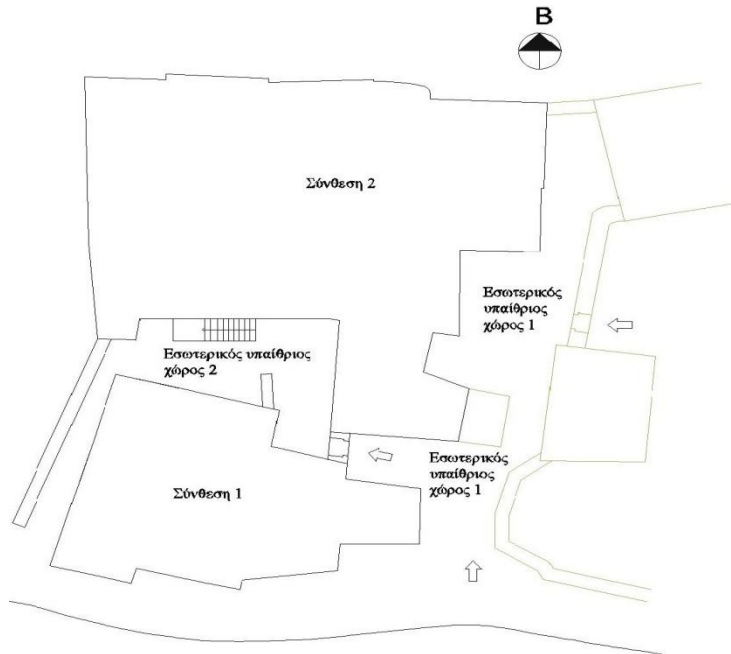 Β
Σύνθεση 2
Εσωτερικός
υπαίθριος
χώρος 1
Εσωτερικός υπαίθριος
χώρος 2
Εσωτερικός
υπαίθριος
χώρος 1
Σύνθεση 1